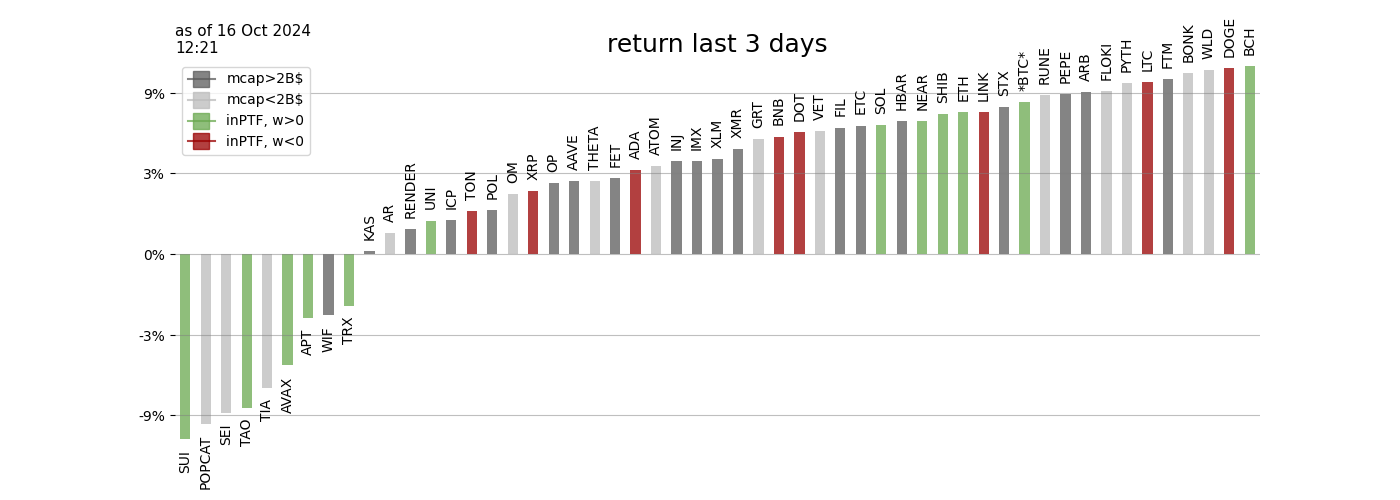 as of 16 Oct 2024
12:21
return last 3 days
mcap>2B$
mcap<2B$
inPTF, w>0
inPTF, w<0
9%
3%
0%
-3%
-9%
SUI
POPCAT
SEI
TAO
TIA
AVAX
APT
WIF
TRX
KAS
AR
RENDER
UNI
ICP
TON
POL
OM
XRP
OP
AAVE
THETA
FET
ADA
ATOM
INJ
IMX
XLM
XMR
GRT
BNB
DOT
VET
FIL
ETC
SOL
HBAR
NEAR
SHIB
ETH
LINK
STX
*BTC*
RUNE
PEPE
ARB
FLOKI
PYTH
LTC
FTM
BONK
WLD
DOGE
BCH